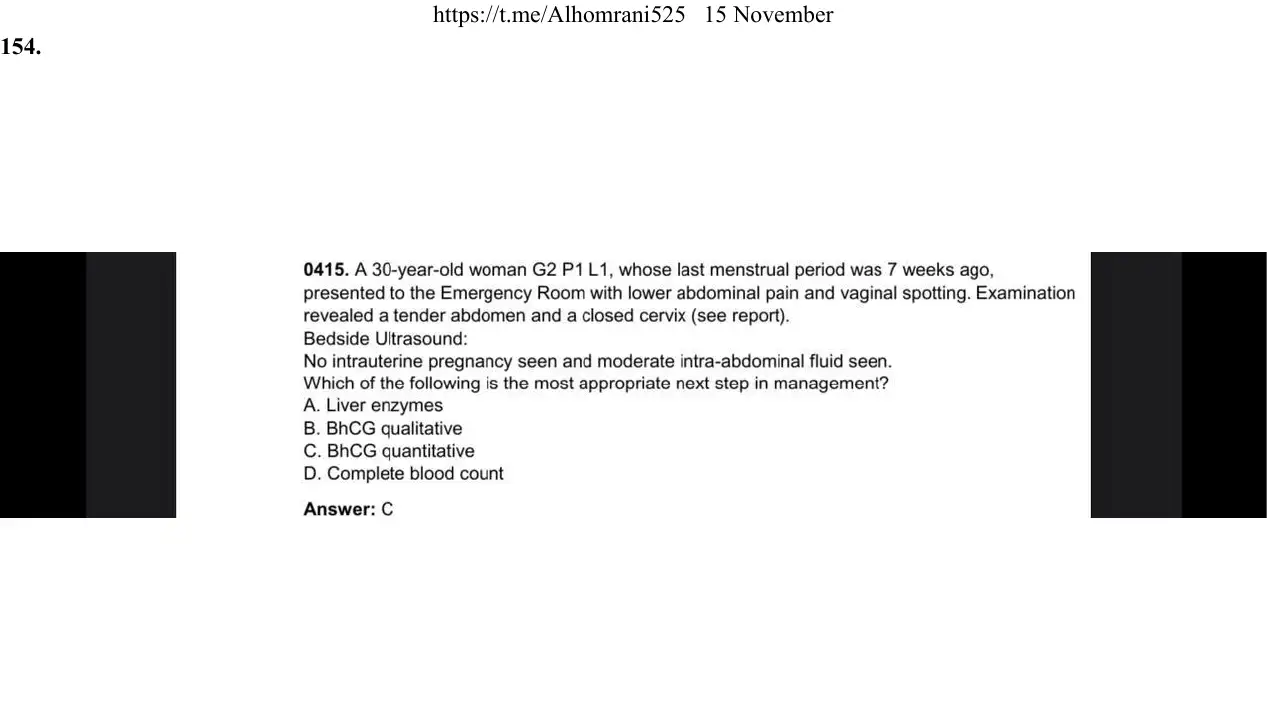 https://t.me/Alhomrani525   15 November
154.
0415. A 30-year-old woman G2 P1 L1, whose last menstrual period was 7 weeks ago,
presented to the Emergency Room with lower abdominal pain and vaginal spotting. Examination
revealed a tender abdomen and a closed cervix (see report).
Bedside Ultrasound:
No intrauterine pregnancy seen and moderate intra-abdominal fluid seen.
Which of the following is the most appropriate next step in management?
A. Liver enzymes
B. BhCG qualitative
C. BhCG quantitative
D. Complete blood count
Answer: C